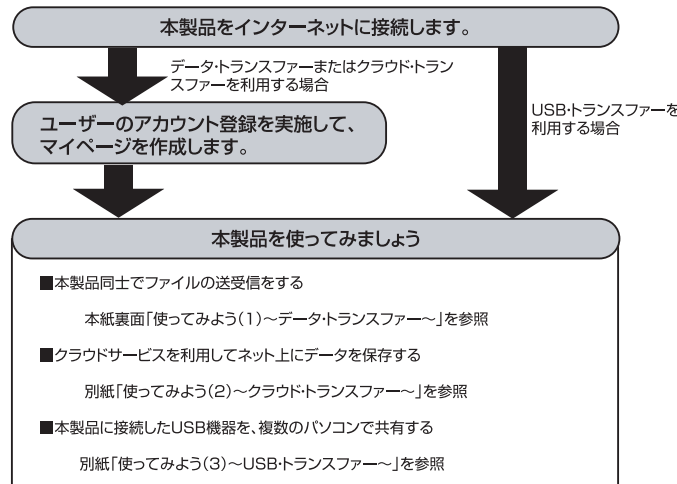 本製品をインターネットに接続します。
データ・トランスファーまたはクラウド・トラン
スファーを利用する場合
USB・トランスファーを
利用する場合
ユーザーのアカウント登録を実施して、
マイページを作成します。
本製品を使ってみましょう
■本製品同士でファイルの送受信をする
本紙裏面「使ってみよう(1)~データ・トランスファー~」を参照
■クラウドサービスを利用してネット上にデータを保存する
別紙「使ってみよう(2)~クラウド・トランスファー~」を参照
■本製品に接続したUSB機器を、複数のパソコンで共有する
別紙「使ってみよう(3)~USB・トランスファー~」を参照